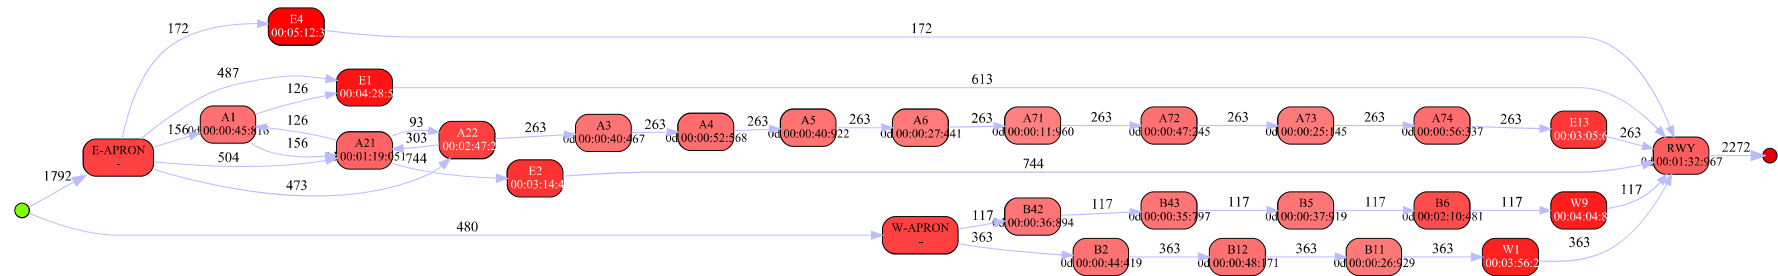 172
E4
00:05:12:3
172
487
E1
00:04:28:5
126
613
156
A1
0d 00:00:45:816
126
156
504
A21
00:01:19:051
93
303
A22
00:02:47:2
263
A3
0d 00:00:40:467
263
A4
0d 00:00:52:568
263
A5
0d 00:00:40:922
263
A6
0d 00:00:27:441
263
A71
0d 00:00:11:960
263
A72
0d 00:00:47:245
263
A73
0d 00:00:25:145
263
A74
0d 00:00:56:337
263
E13
00:03:05:6
263
E-APRON
-
1792
473
744
E2
00:03:14:4
744
RWY
0d 00:01:32:967
2272
480
W-APRON
-
117
B42
0d 00:00:36:894
117
B43
0d 00:00:35:797
117
B5
0d 00:00:37:919
117
B6
0d 00:02:10:481
117
W9
00:04:04:8
117
363
B2
0d 00:00:44:419
363
B12
0d 00:00:48:171
363
B11
0d 00:00:26:929
363
W1
00:03:56:2
363